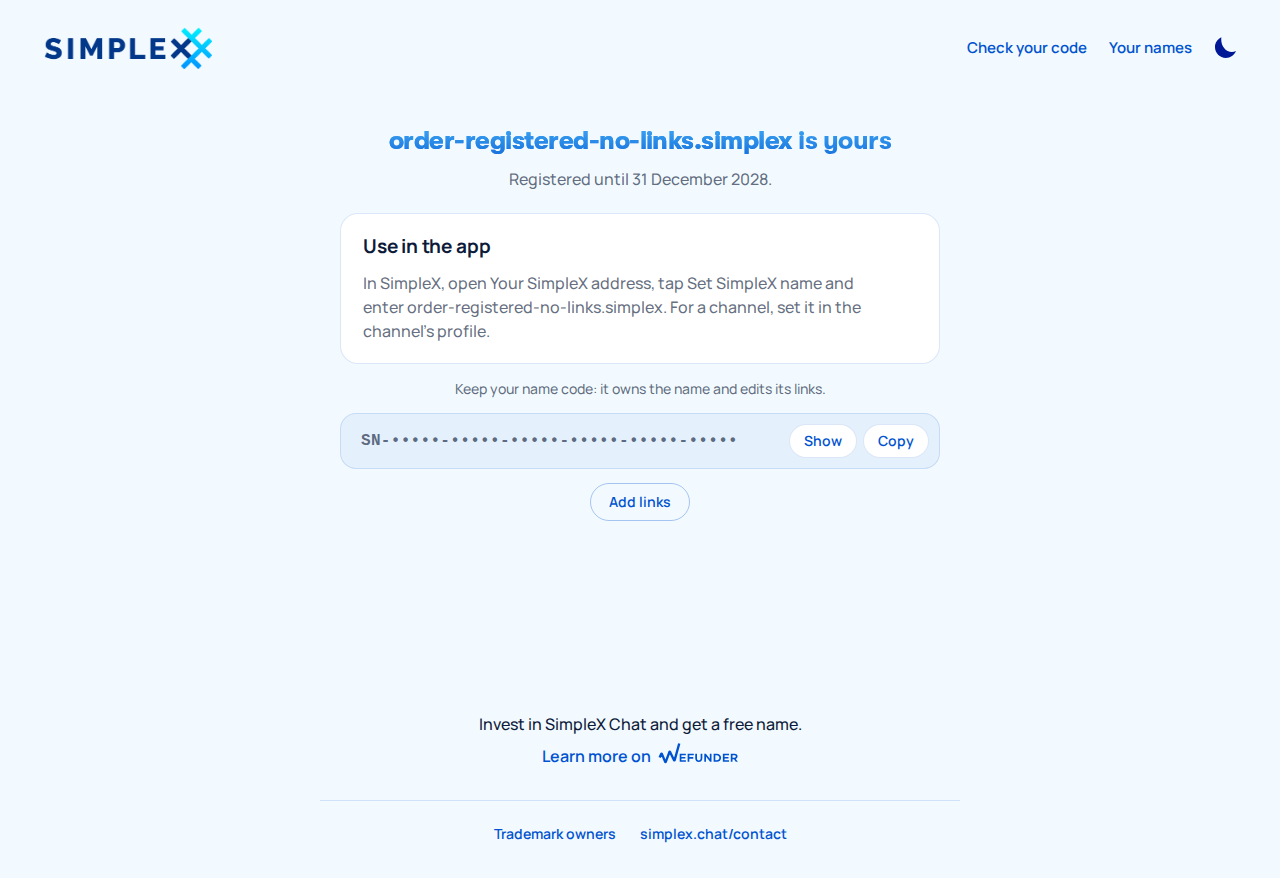 SIMPLEX
Check your code
Your names
order-registered-no-links.simplex is yours
Registered until 31 December 2028.
Use in the app
In SimpleX, open Your SimpleX address, tap Set SimpleX name and
enter order-registered-no-links.simplex. For a channel, set it in the
channel's profile.
Keep your name code: it owns the name and edits its links.
SN-•••••-•••••-•••••-•••••-•••••-•••••
Show
Copy
Add links
Invest in SimpleX Chat and get a free name.
Learn more on WEFUNDER
Trademark owners
simplex.chat/contact